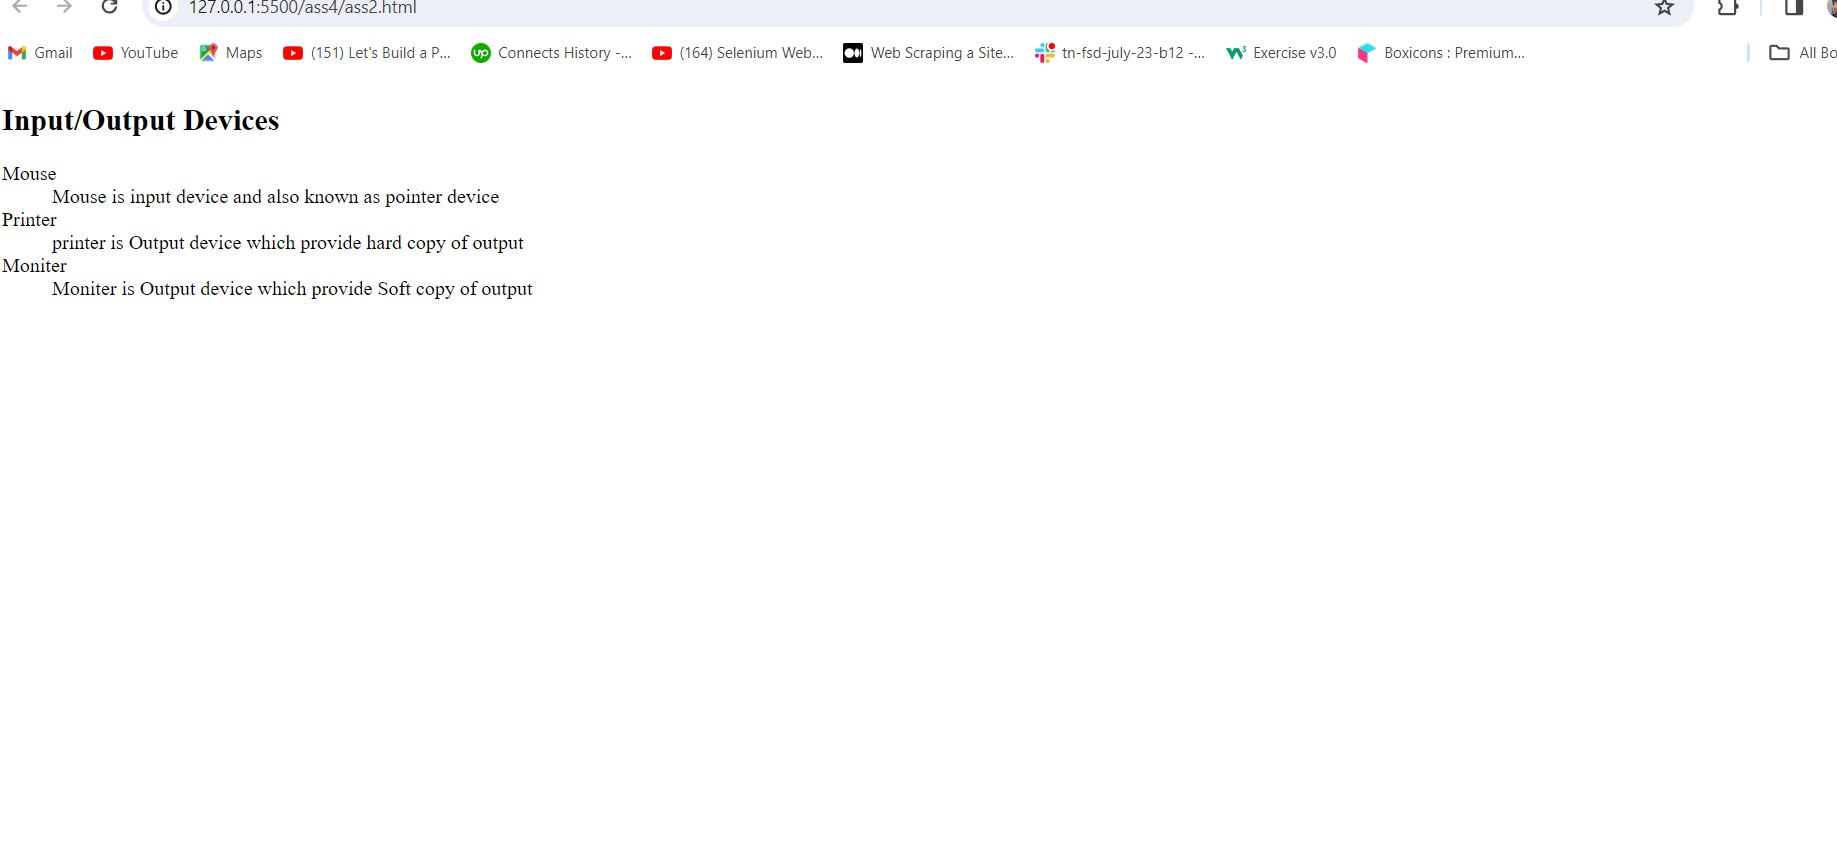 127.0.0.1:5500/ass4/ass2.html
Gmail YouTube Maps (151) Let's Build a P... Connects History -... (164) Selenium Web... Web Scraping a Site... tn-fsd-july-23-b12 -... Exercise v3.0 Boxicons : Premium... All Bo
Input/Output Devices
Mouse
Mouse is input device and also known as pointer device
Printer
printer is Output device which provide hard copy of output
Moniter
Moniter is Output device which provide Soft copy of output